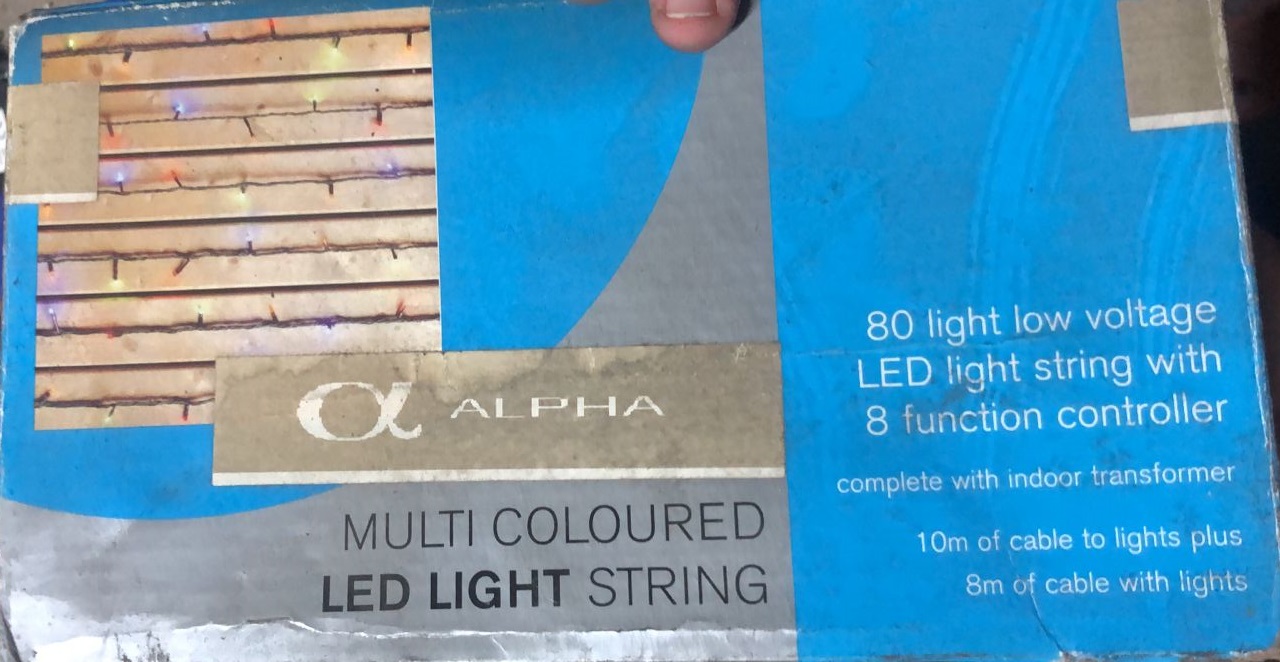 α ALPHA
MULTI COLOURED
LED LIGHT STRING
80 light low voltage
LED light string with
8 function controller
complete with indoor transformer
10m of cable to lights plus
8m of cable with lights